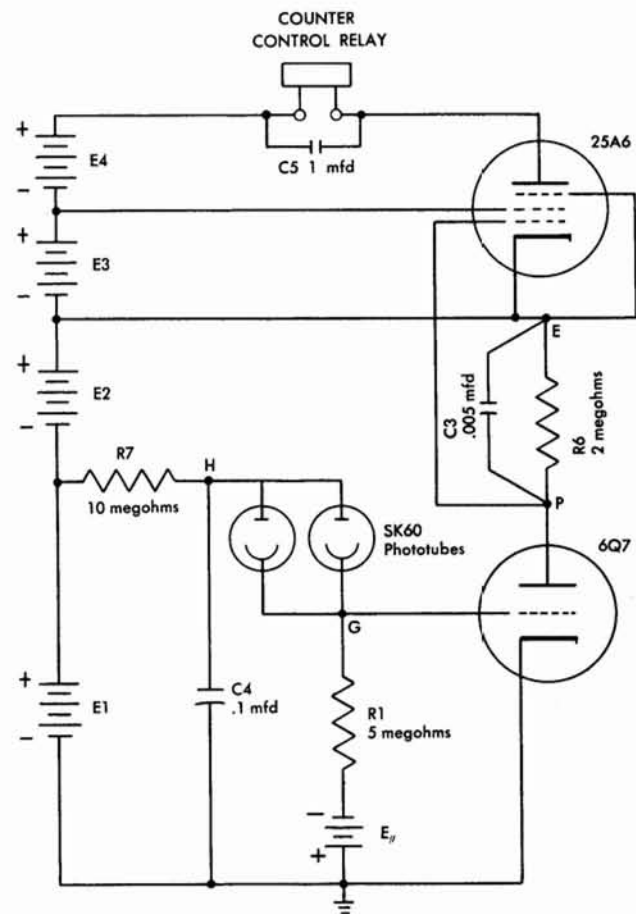 COUNTER
CONTROL RELAY
+
E4
-
C5 1 mfd
25A6
+
E3
-
E
+
E2
-
C3
.005 mfd
R6
2 megohms
R7
10 megohms
H
P
SK60
Phototubes
6Q7
G
+
E1
-
C4
.1 mfd
R1
5 megohms
-
E
+